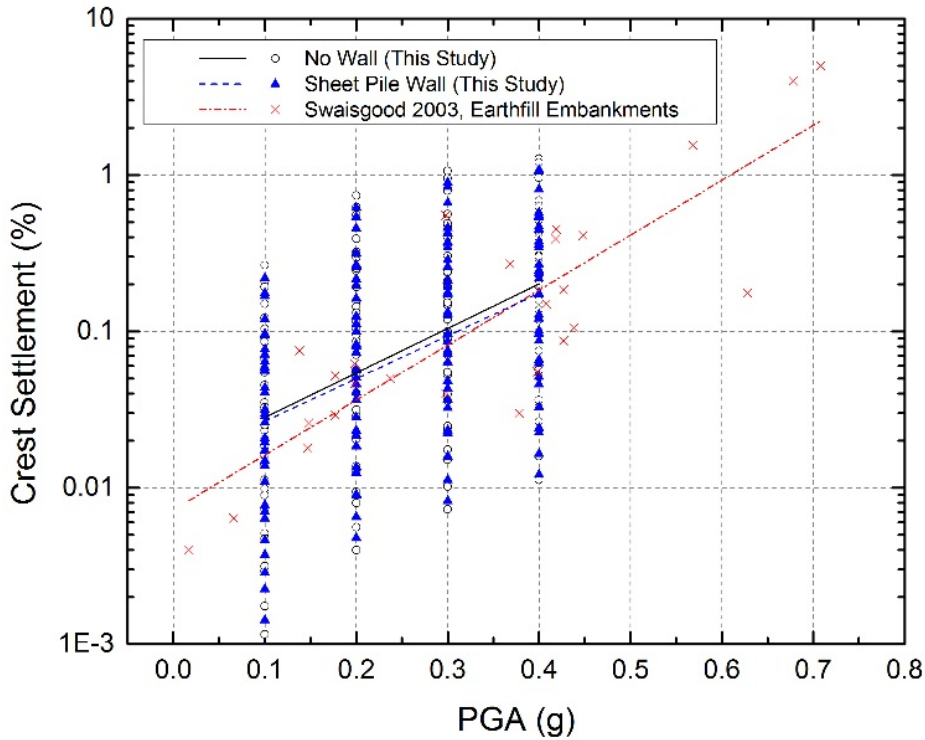 10
No Wall (This Study)
Sheet Pile Wall (This Study)
Swaisgood 2003, Earthfill Embankments
1
0.1
0.01
1E-3
Crest Settlement (%)
0.0 0.1 0.2 0.3 0.4 0.5 0.6 0.7 0.8
PGA (g)